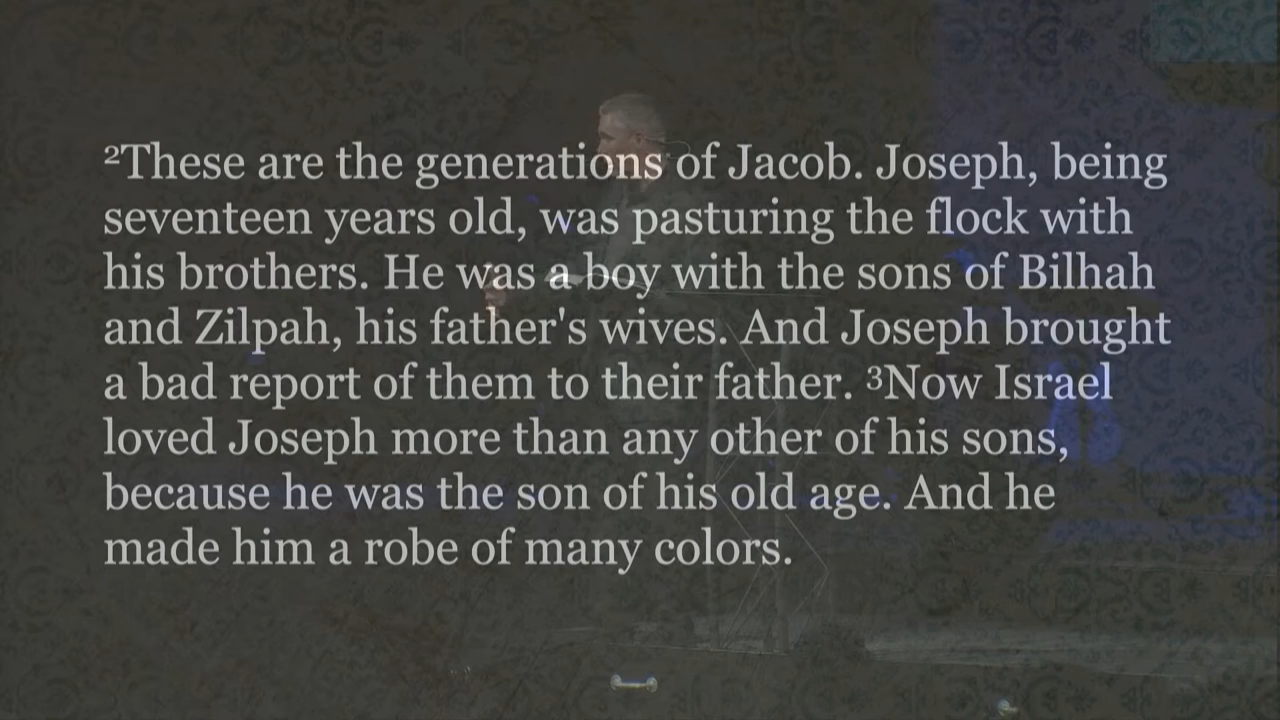 ²These are the generations of Jacob. Joseph, being
seventeen years old, was pasturing the flock with
his brothers. He was a boy with the sons of Bilhah
and Zilpah, his father's wives. And Joseph brought
a bad report of them to their father. ³Now Israel
loved Joseph more than any other of his sons,
because he was the son of his old age. And he
made him a robe of many colors.